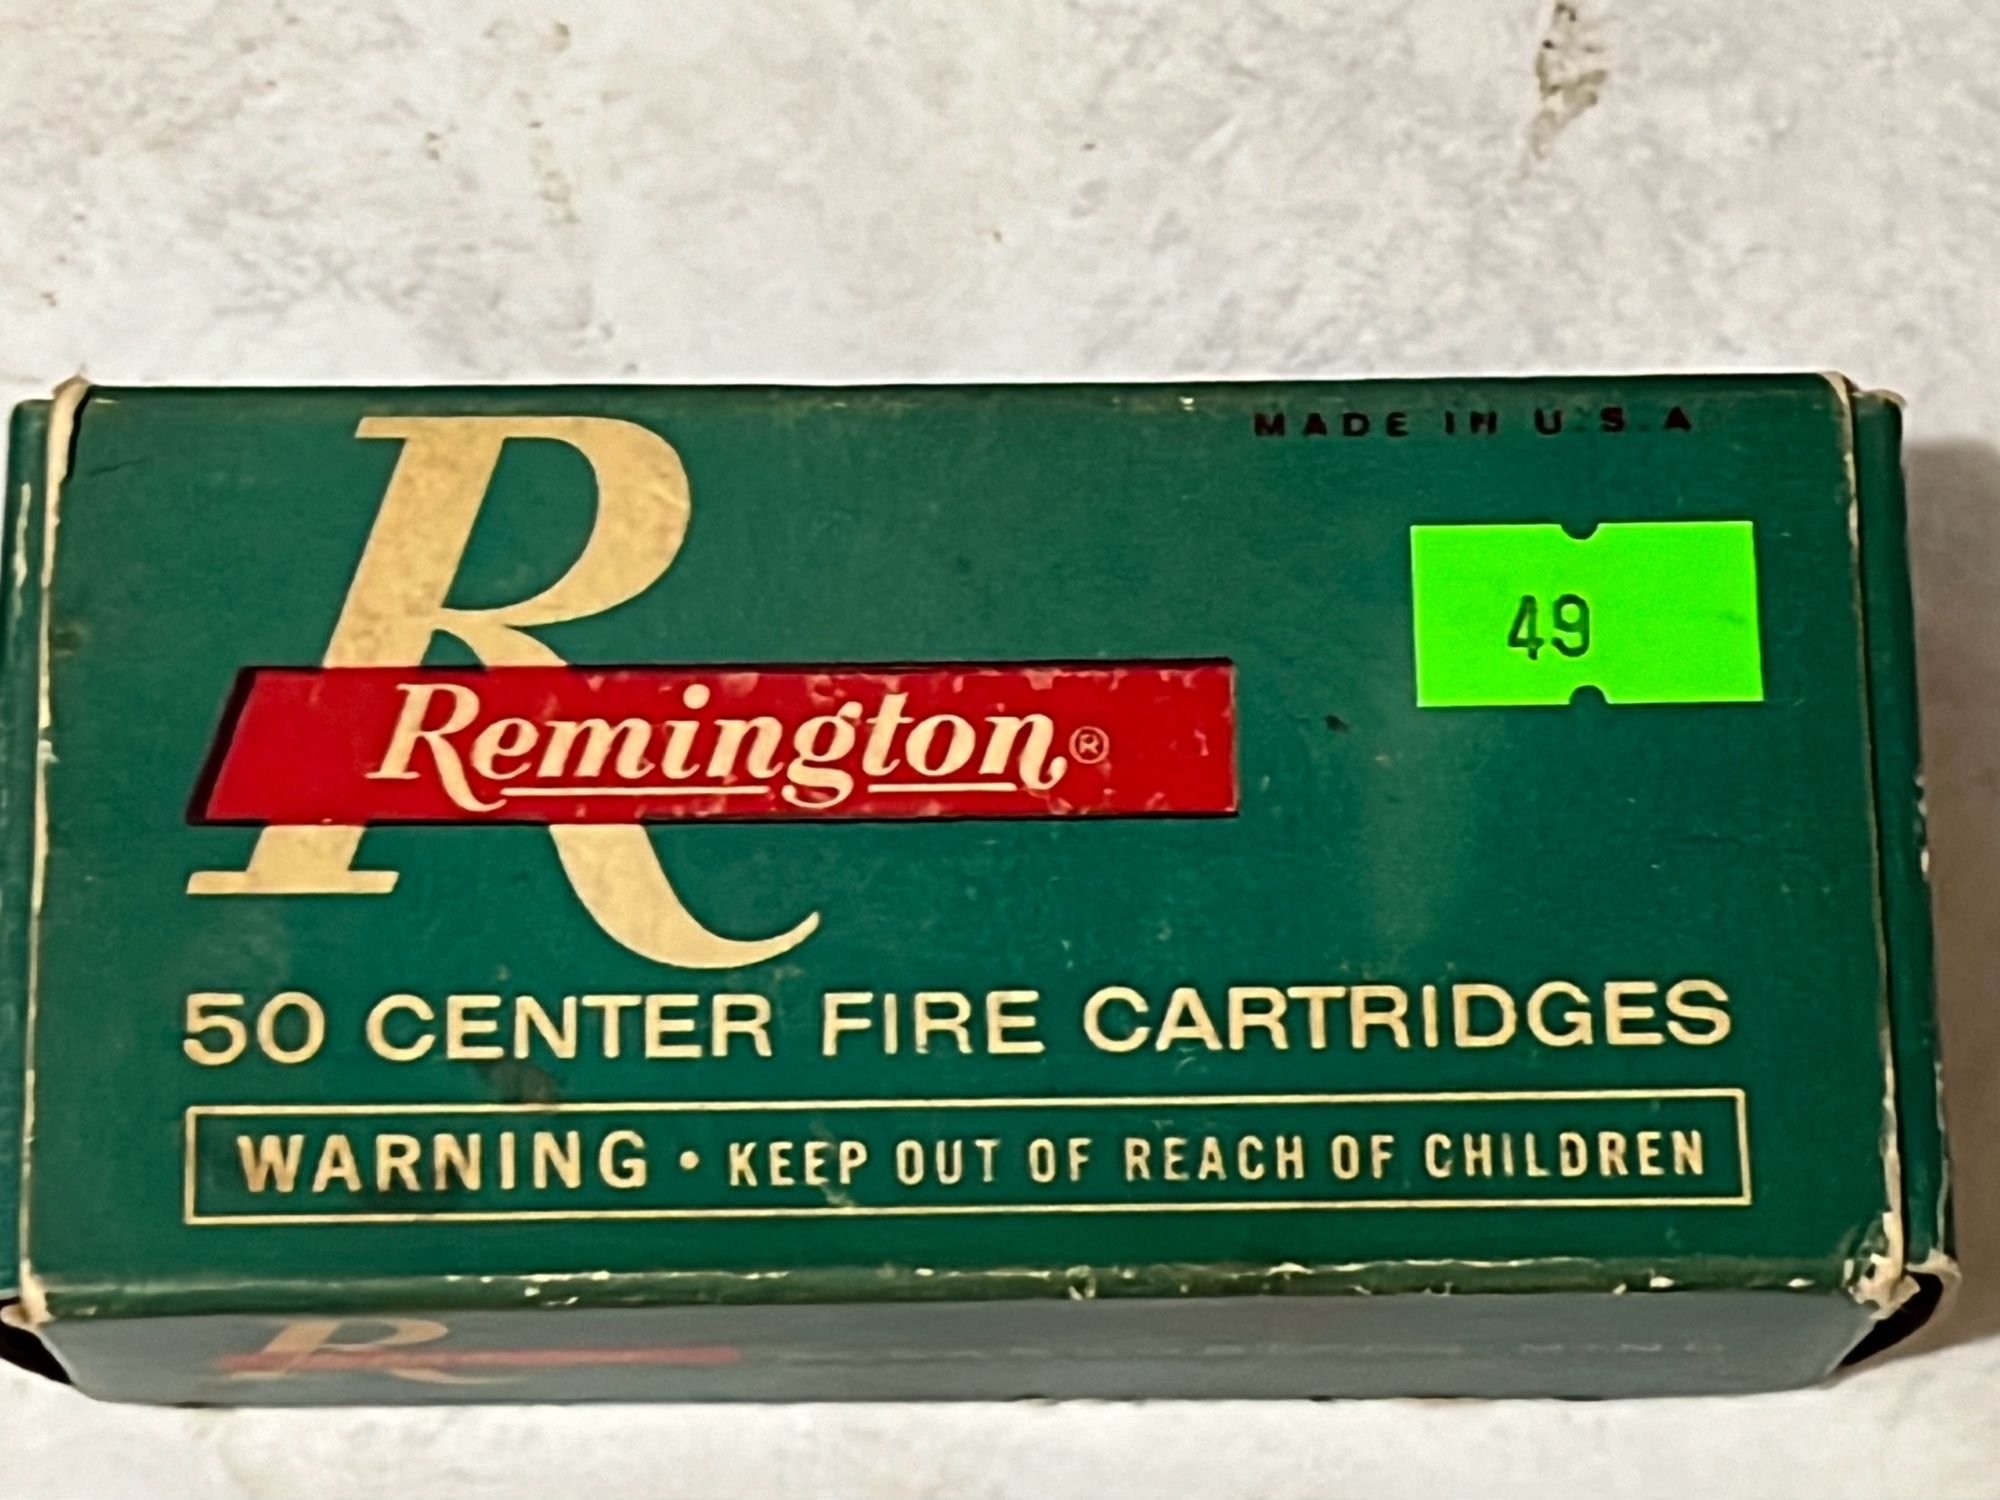 MADE IN U.S.A
R
49
Remington®
50 CENTER FIRE CARTRIDGES
WARNING • KEEP OUT OF REACH OF CHILDREN
R